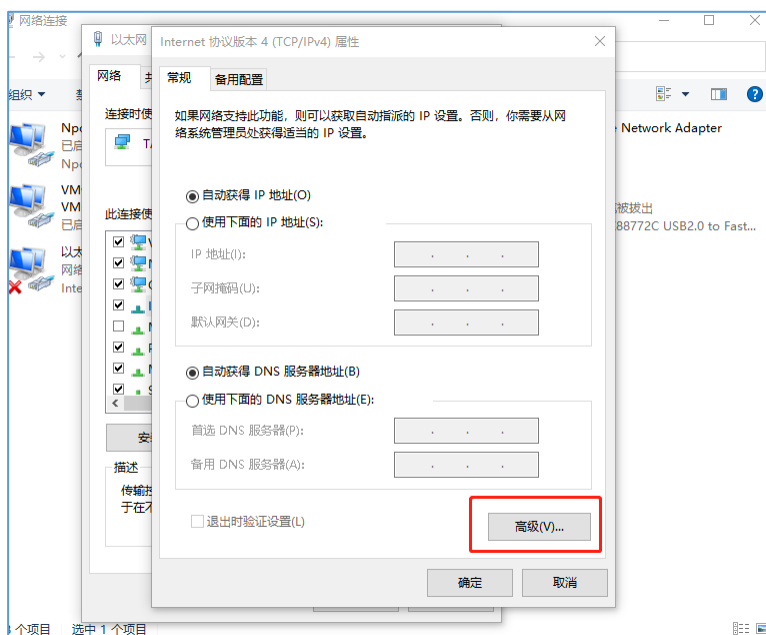 网络连接
以太网
Internet 协议版本 4 (TCP/IPv4) 属性
网络
常规
备用配置
组织
连接时使
如果网络支持此功能，则可以获取自动指派的 IP 设置。否则，你需要从网
络系统管理员处获得适当的 IP 设置。
Npc
已启
Npc
Network Adapter
自动获得 IP 地址(O)
使用下面的 IP 地址(S):
VM
VM
已启
此连接使
被拔出
88772C USB2.0 to Fast...
IP 地址(I):
子网掩码(U):
默认网关(D):
以太
网络
Inte
自动获得 DNS 服务器地址(B)
使用下面的 DNS 服务器地址(E):
首选 DNS 服务器(P):
备用 DNS 服务器(A):
描述
传输控
于在不
退出时验证设置(L)
高级(V)...
确定
取消
个项目
选中 1 个项目